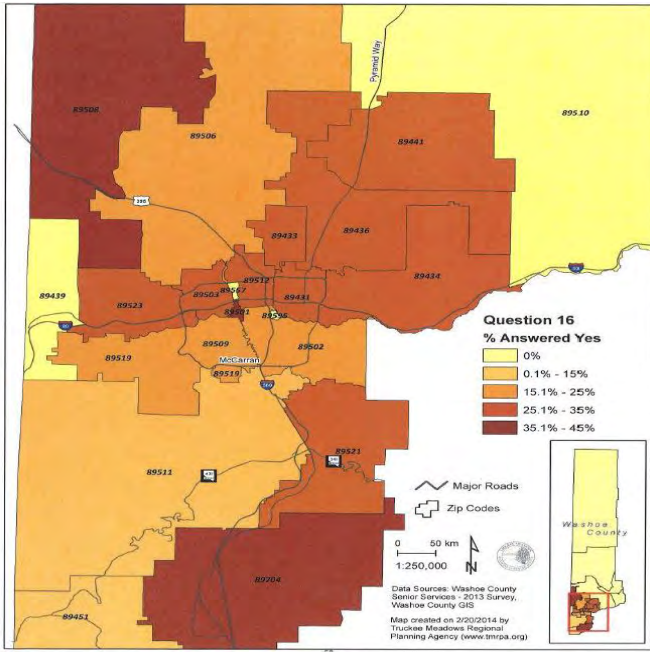 Pyramid Way
89508
89510
89506
89441
395
89433
89436
89439
89434
80
89512
89523
89503
89557
89431
89501
89595
89509
89502
89519
McCarran
89519
580
89521
89511
89704
89451
Question 16
% Answered Yes
0%
0.1% - 15%
15.1% - 25%
25.1% - 35%
35.1% - 45%
Major Roads
Zip Codes
0 50 km
N
1:250,000
Data Sources: Washoe County
Senior Services - 2013 Survey,
Washoe County GIS
Map created on 2/20/2014 by
Truckee Meadows Regional
Planning Agency (www.tmrpa.org)
Washoe
County